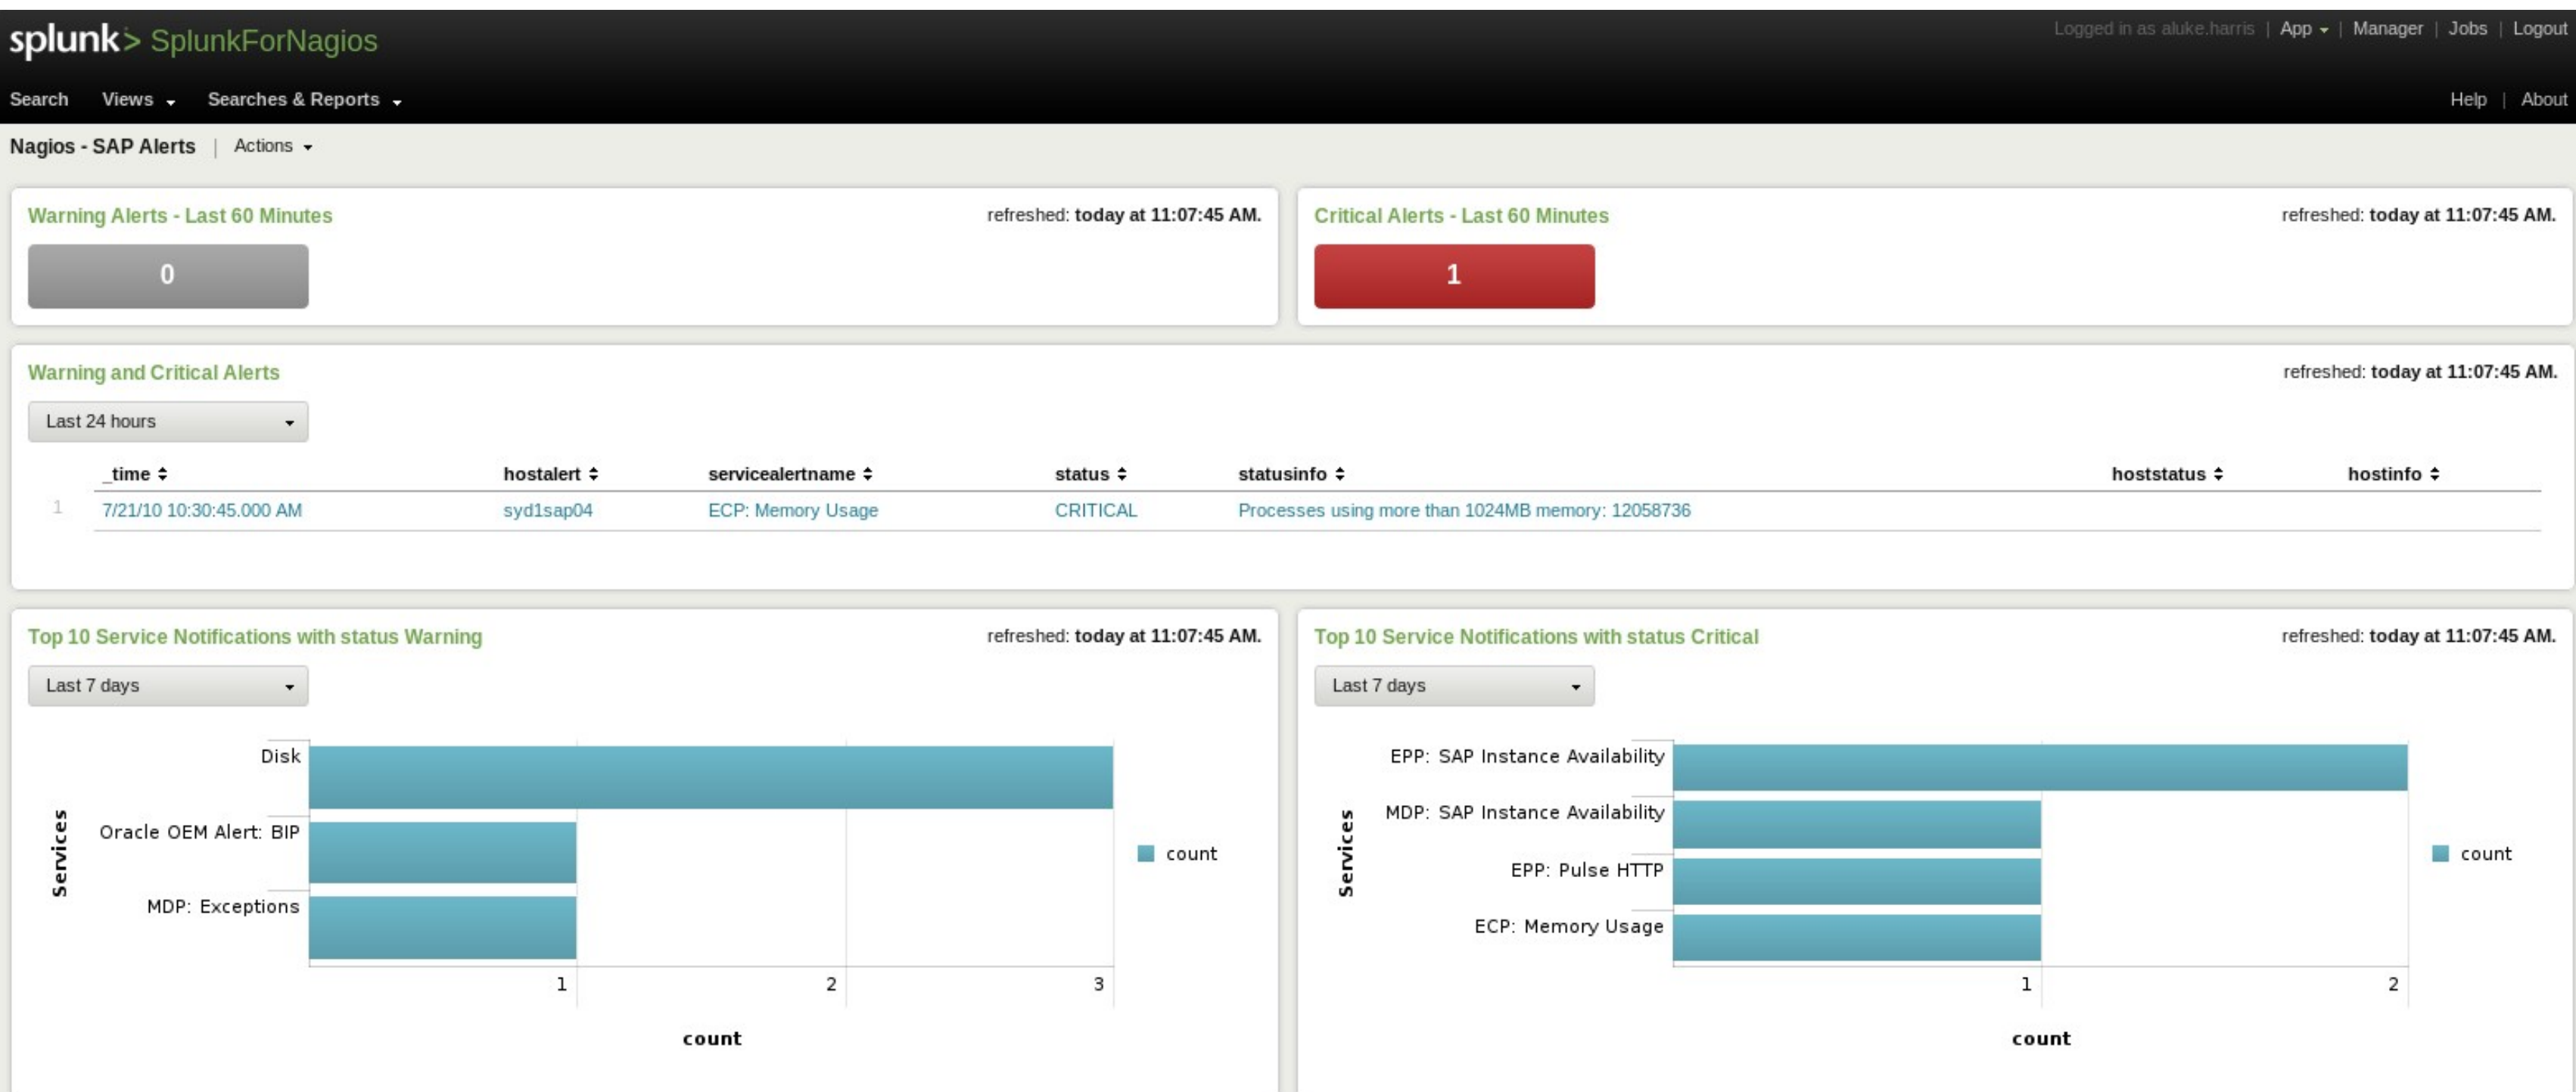 splunk> SplunkForNagios
Logged in as aluke.harris | App | Manager | Jobs | Logout
Search Views Searches & Reports
Help | About
Nagios - SAP Alerts | Actions
Warning Alerts - Last 60 Minutes
refreshed: today at 11:07:45 AM.
0
Critical Alerts - Last 60 Minutes
refreshed: today at 11:07:45 AM.
1
Warning and Critical Alerts
refreshed: today at 11:07:45 AM.
Last 24 hours
_time hostalert servicealertname status statusinfo hoststatus hostinfo
1 7/21/10 10:30:45.000 AM syd1sap04 ECP: Memory Usage CRITICAL Processes using more than 1024MB memory: 12058736
Top 10 Service Notifications with status Warning
refreshed: today at 11:07:45 AM.
Last 7 days
Services
Disk
Oracle OEM Alert: BIP
MDP: Exceptions
1 2 3
count
count
Top 10 Service Notifications with status Critical
refreshed: today at 11:07:45 AM.
Last 7 days
Services
EPP: SAP Instance Availability
MDP: SAP Instance Availability
EPP: Pulse HTTP
ECP: Memory Usage
1 2
count
count